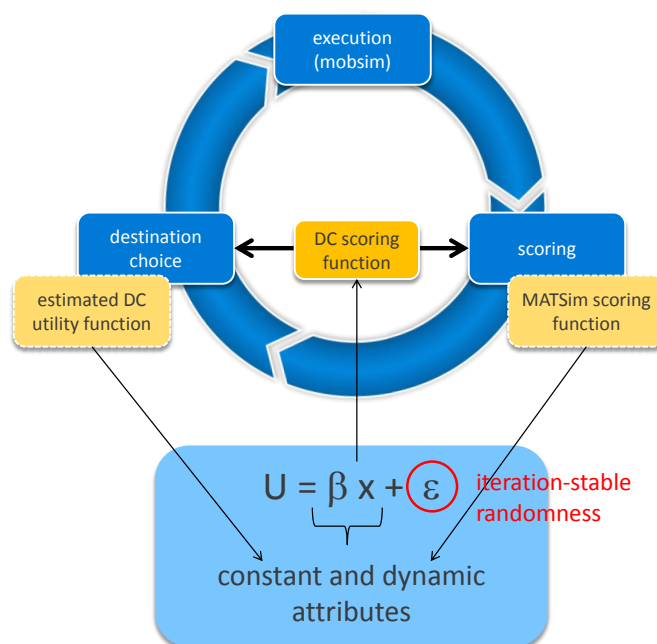 execution
(mobsim)
destination
choice
DC scoring
function
scoring
estimated DC
utility function
MATSim scoring
function
U = β x + ε
iteration-stable
randomness
constant and dynamic
attributes